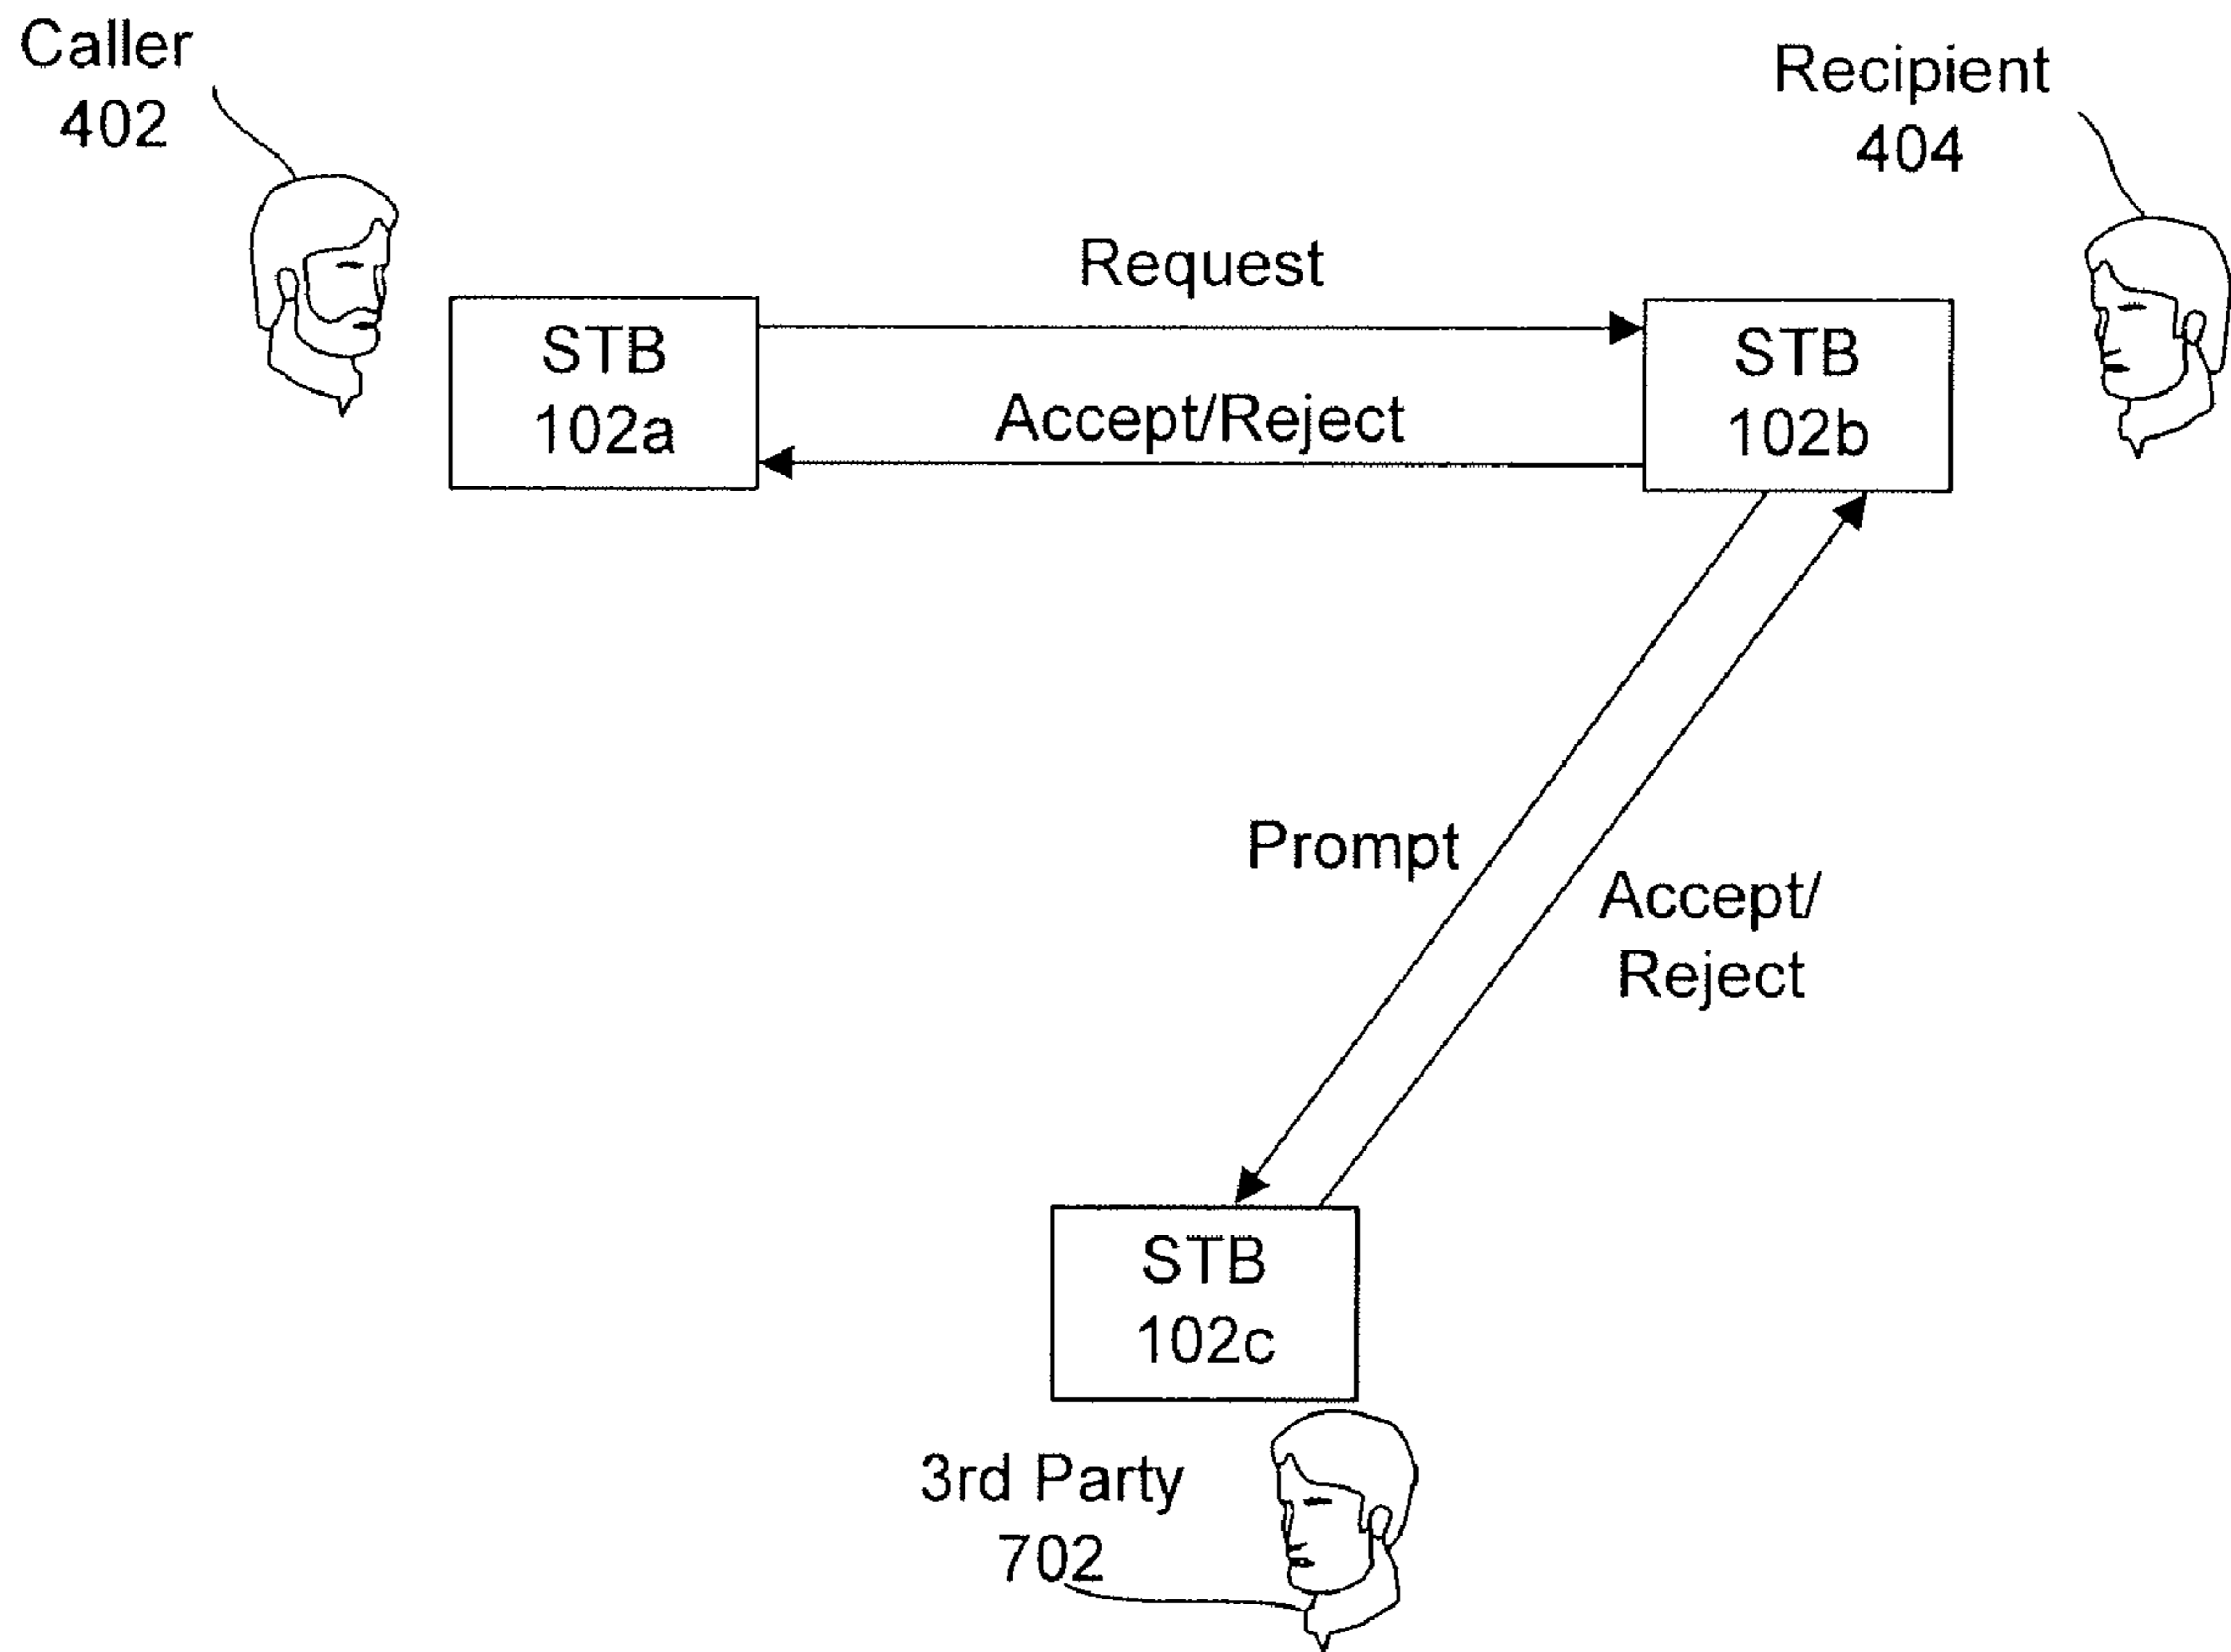 Caller
402
Recipient
404
Request
STB
102a
Accept/Reject
STB
102b
Prompt
Accept/
Reject
STB
102c
3rd Party
702